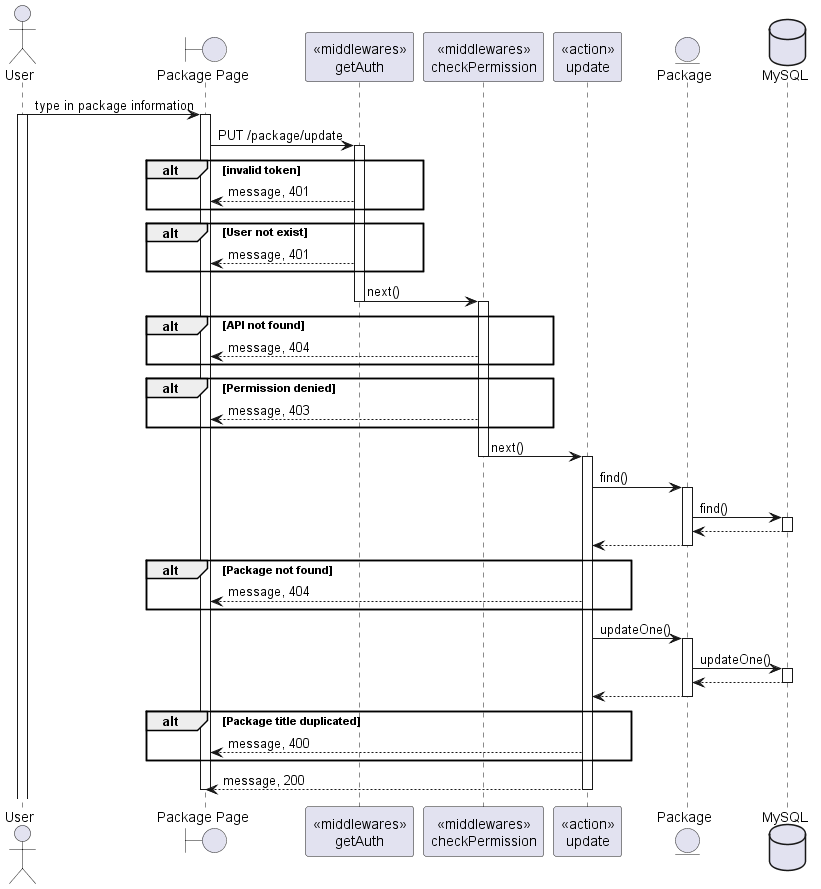 User
Package Page
«middlewares»
getAuth
«middlewares»
checkPermission
«action»
update
Package
MySQL
type in package information
PUT /package/update
alt [invalid token]
message, 401
alt [User not exist]
message, 401
next()
alt [API not found]
message, 404
alt [Permission denied]
message, 403
next()
find()
find()
alt [Package not found]
message, 404
updateOne()
updateOne()
alt [Package title duplicated]
message, 400
message, 200
User
Package Page
«middlewares»
getAuth
«middlewares»
checkPermission
«action»
update
Package
MySQL